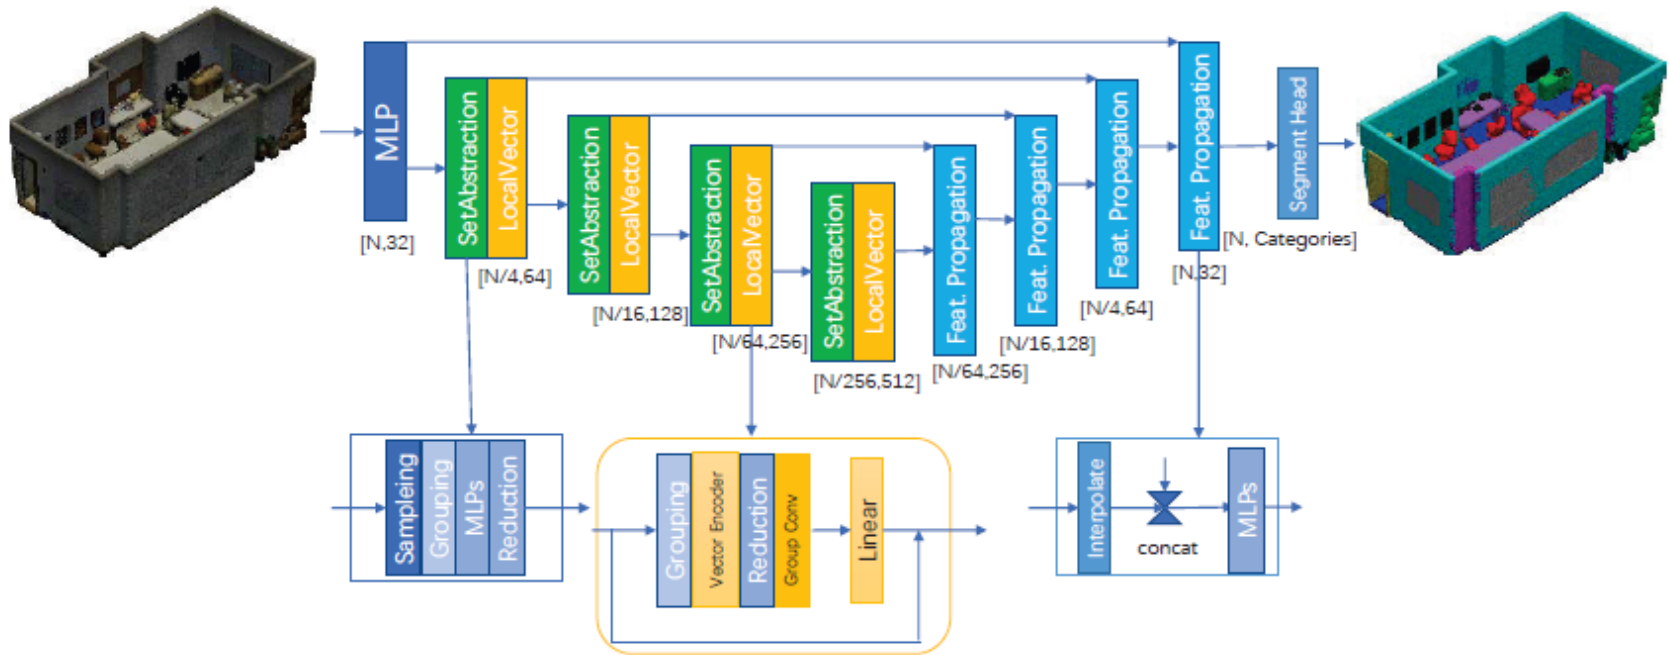 MLP
[N,32]
SetAbstraction
LocalVector
[N/4,64]
SetAbstraction
LocalVector
[N/16,128]
SetAbstraction
LocalVector
[N/64,256]
SetAbstraction
LocalVector
[N/256,512]
Feat. Propagation
[N/64,256]
Feat. Propagation
[N/16,128]
Feat. Propagation
[N/4,64]
Feat. Propagation
[N,32]
Segment Head
[N, Categories]
Sampleing
Grouping
MLPs
Reduction
Grouping
Vector Encoder
Reduction
Group Conv
Linear
Interpolate
concat
MLPs